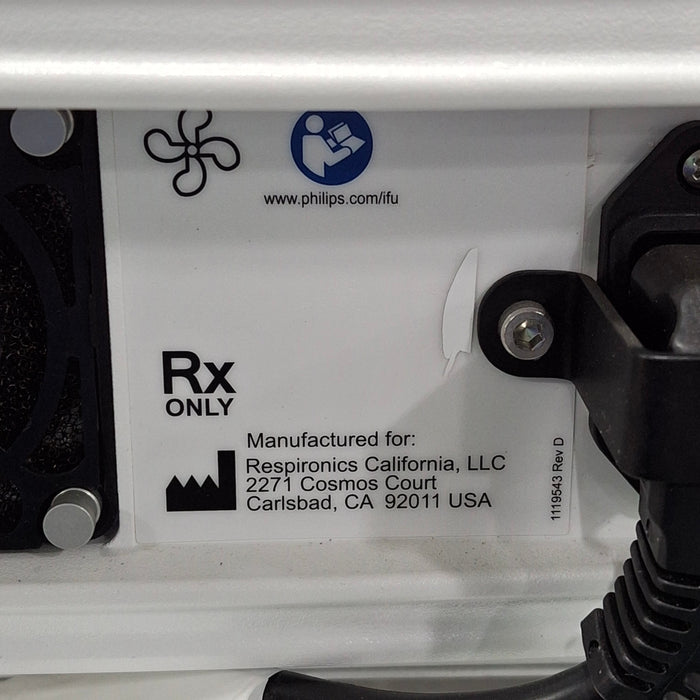 www.philips.com/ifu
Rx
ONLY
Manufactured for:
Respironics California, LLC
2271 Cosmos Court
Carlsbad, CA 92011 USA
1119543 Rev D